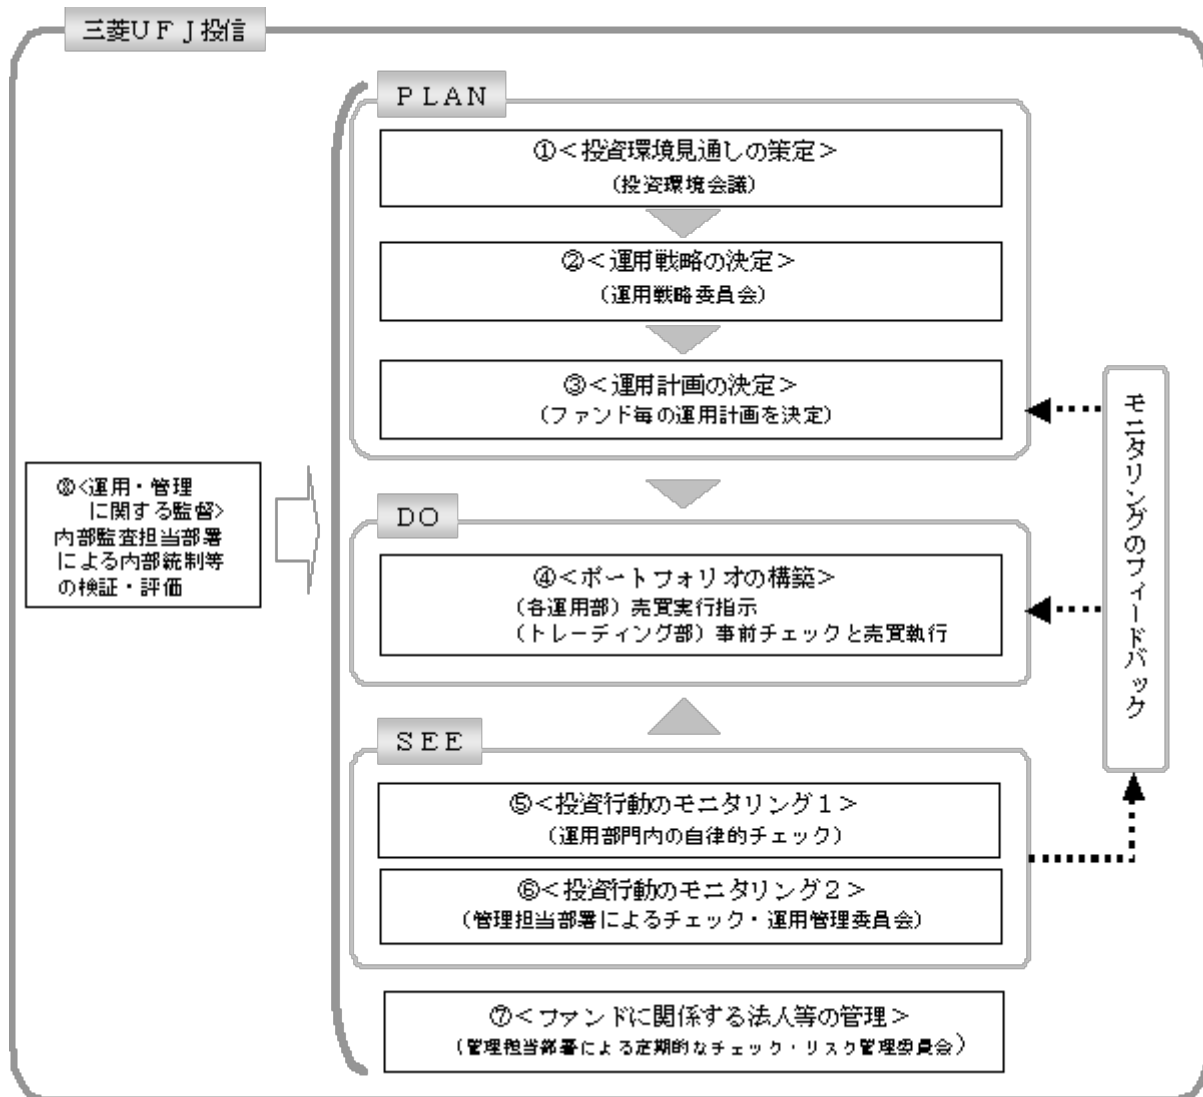 三菱UFJ投信
PLAN
①<投資環境見通しの策定>
(投資環境会議)
②<運用戦略の決定>
(運用戦略委員会)
③<運用計画の決定>
(ファンド毎の運用計画を決定)
⑧<運用・管理
に関する監督>
内部監査担当部署
による内部統制等
の検証・評価
DO
④<ポートフォリオの構築>
(各運用部)売買実行指示
(トレーディング部)事前チェックと売買執行
モニタリングのフィードバック
SEE
⑤<投資行動のモニタリング1>
(運用部門内の自律的チェック)
⑥<投資行動のモニタリング2>
(管理担当部署によるチェック・運用管理委員会)
⑦<ファンドに関係する法人等の管理>
(管理担当部署による定期的なチェック・リスク管理委員会)